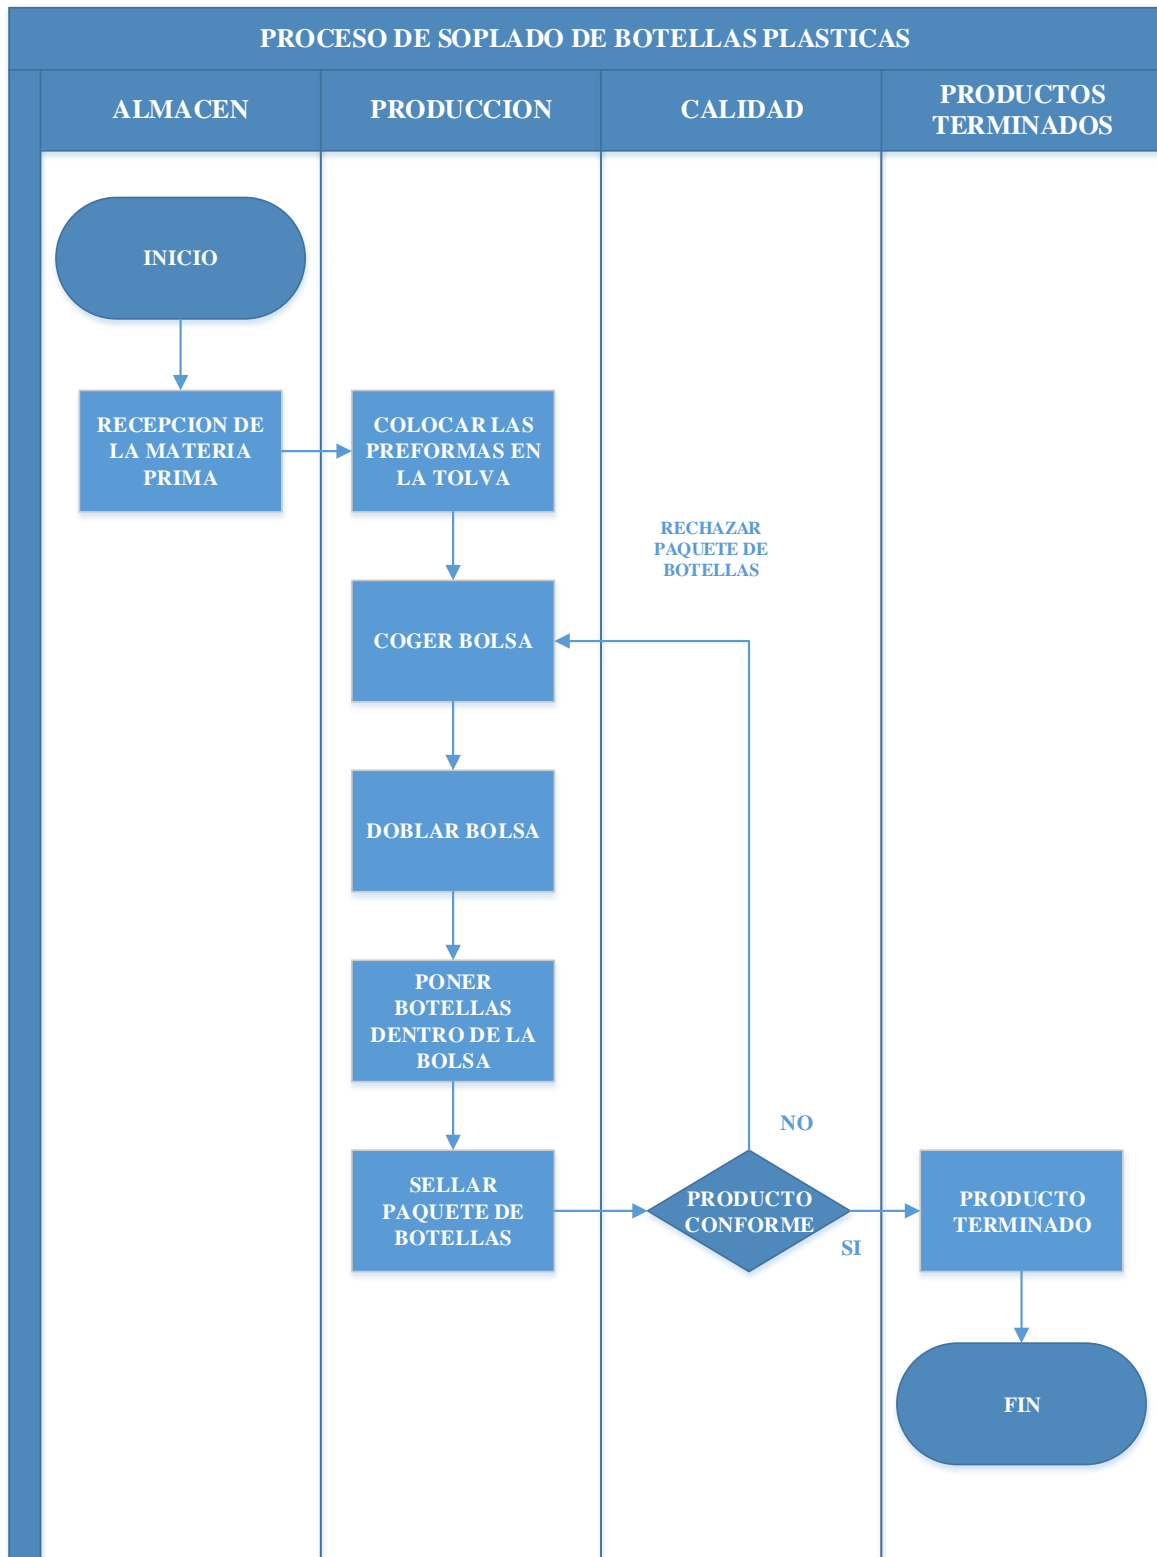 PROCESO DE SOPLADO DE BOTELLAS PLASTICAS
ALMACEN
PRODUCCION
CALIDAD
PRODUCTOS
TERMINADOS
INICIO
RECEPCION DE
LA MATERIA
PRIMA
COLOCAR LAS
PREFORMAS EN
LA TOLVA
RECHAZAR
PAQUETE DE
BOTELLAS
COGER BOLSA
DOBLAR BOLSA
PONER
BOTELLAS
DENTRO DE LA
BOLSA
NO
SELLAR
PAQUETE DE
BOTELLAS
PRODUCTO
CONFORME
SI
PRODUCTO
TERMINADO
FIN